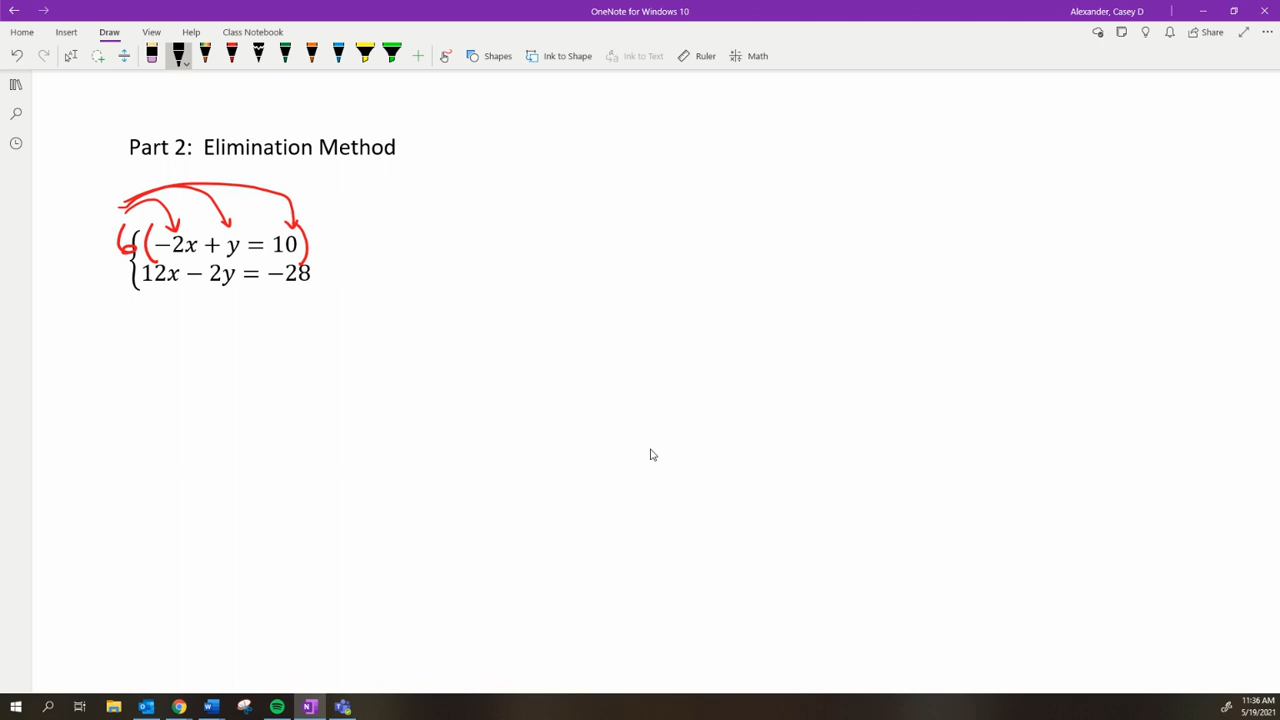 OneNote for Windows 10
Alexander, Casey D
Home Insert Draw View Help Class Notebook
Share
Shapes Ink to Shape Ink to Text Ruler Math
Part 2: Elimination Method
6(−2x + y = 10)
12x − 2y = −28
11:36 AM
5/19/2021